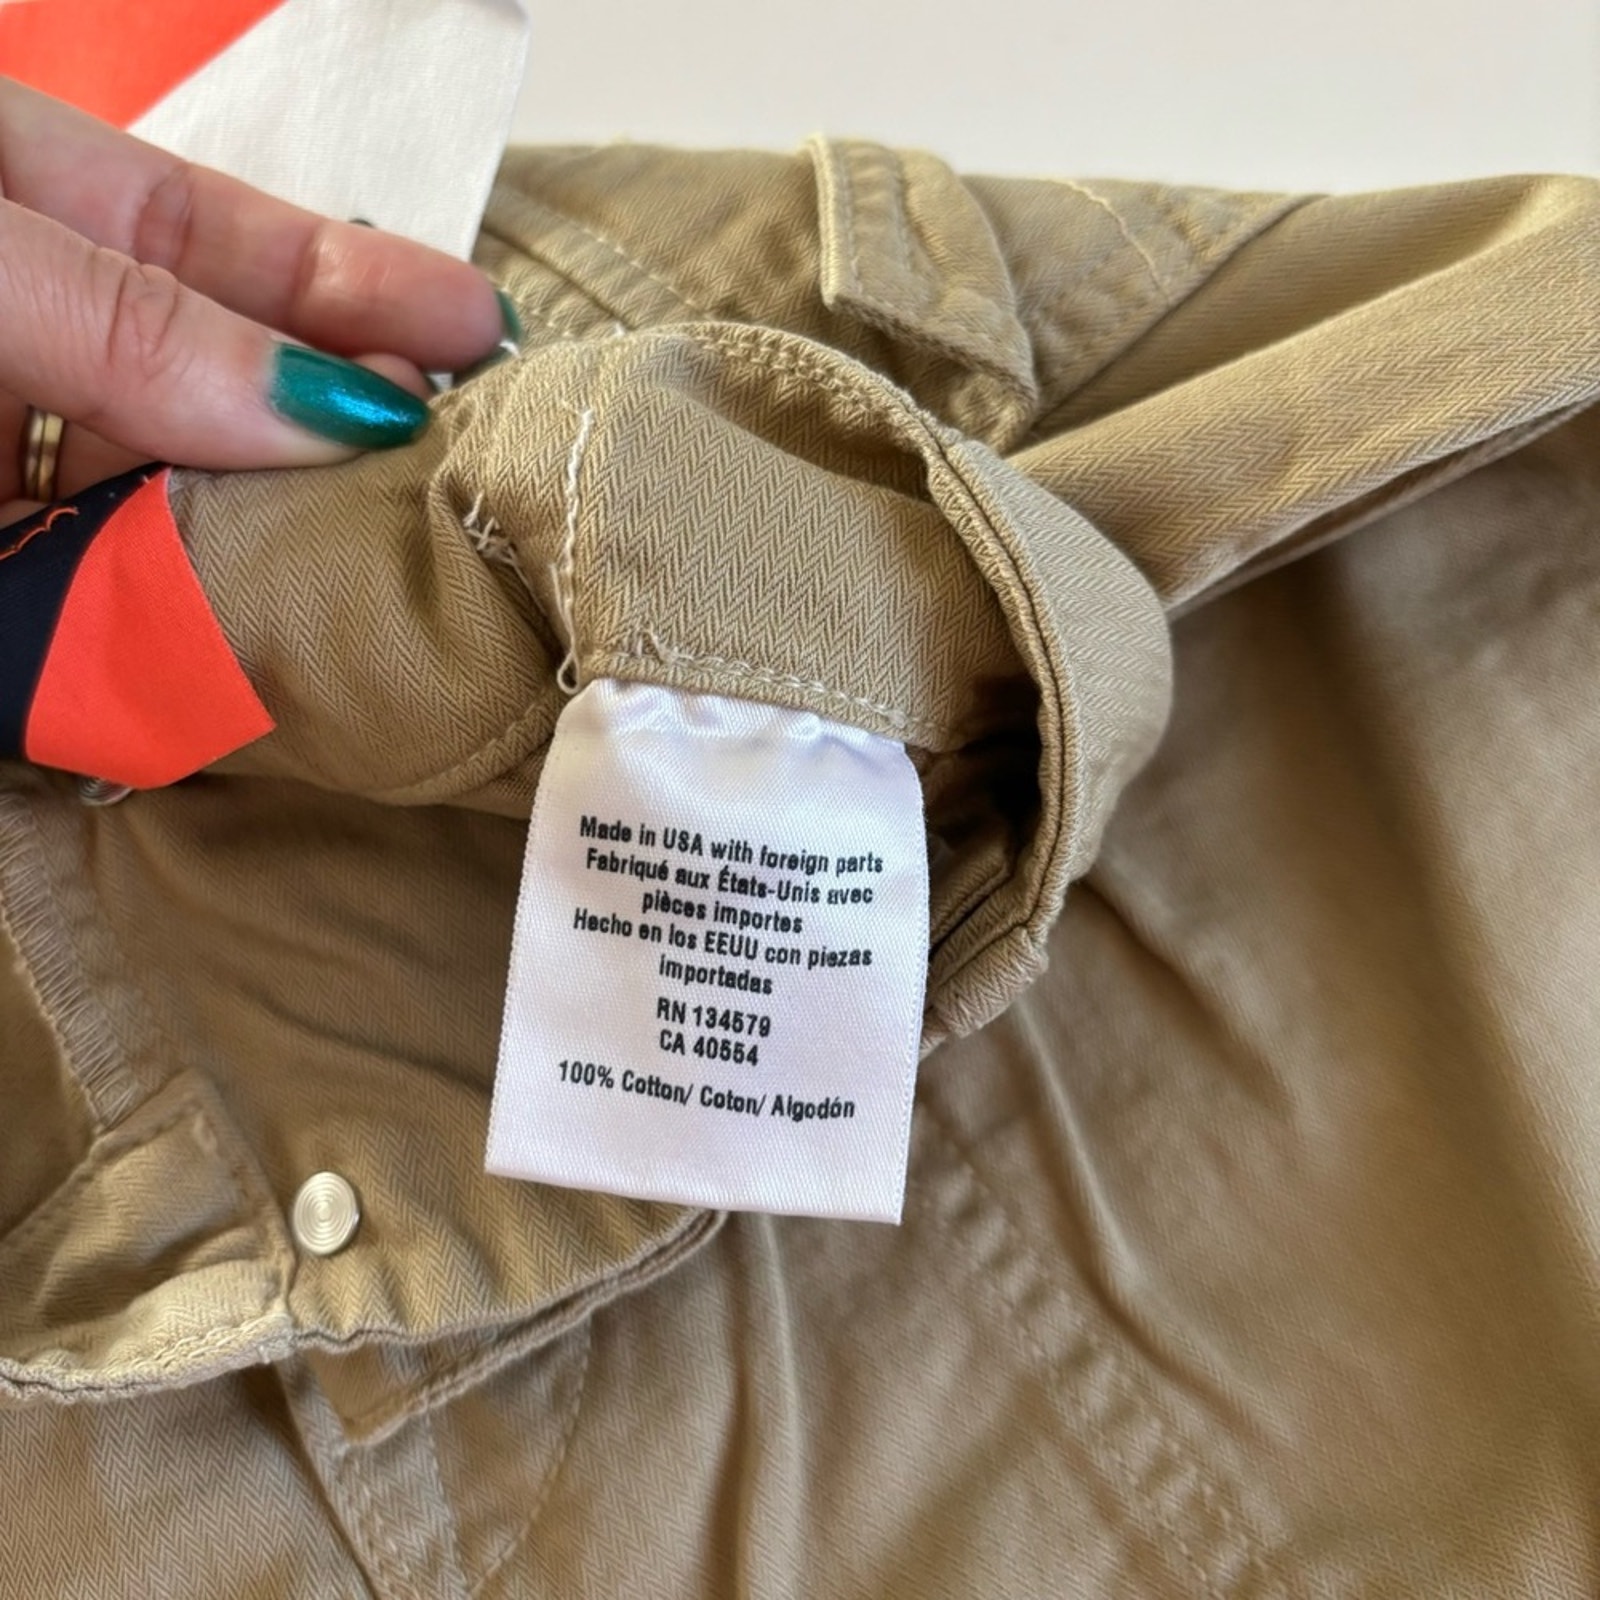 Made in USA with foreign parts
Fabriqué aux États-Unis avec
pièces importes
Hecho en los EEUU con piezas
importadas
RN 134579
CA 40554
100% Cotton/ Coton/ Algodón